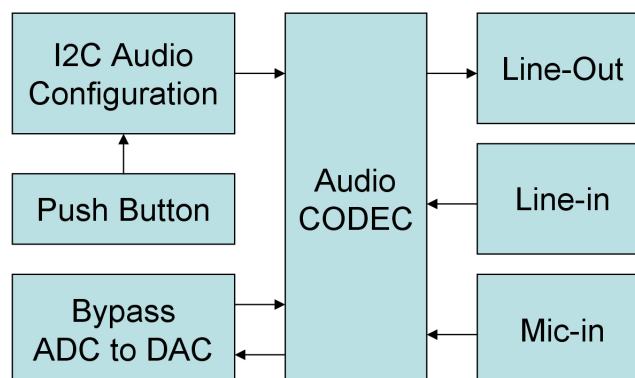 I2C Audio
Configuration
Push Button
Bypass
ADC to DAC
Audio
CODEC
Line-Out
Line-in
Mic-in